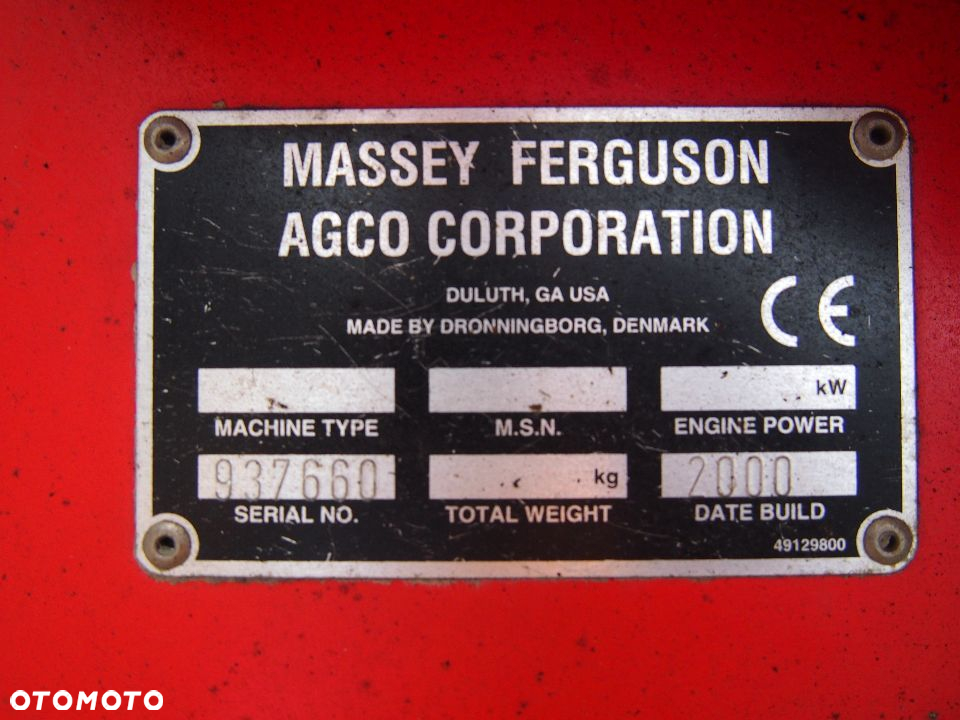 MASSEY FERGUSON
AGCO CORPORATION
DULUTH, GA USA
MADE BY DRONNINGBORG, DENMARK
CE
kW
MACHINE TYPE M.S.N. ENGINE POWER
937660 kg 2000
SERIAL NO. TOTAL WEIGHT DATE BUILD
49129800
OTOMOTO